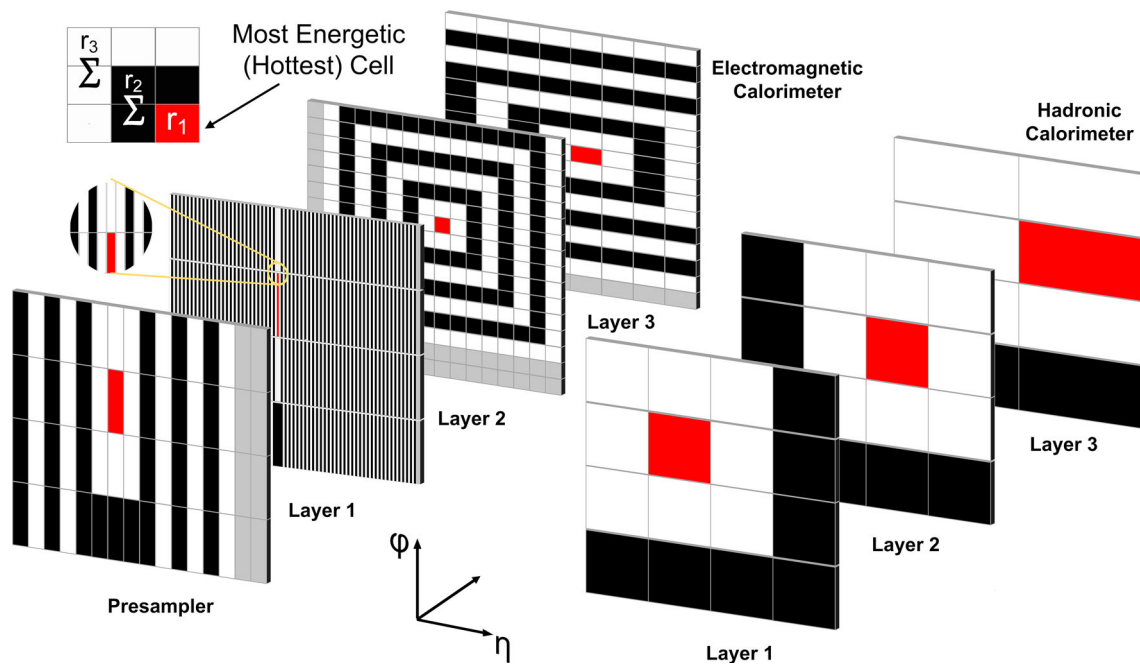 r3
Σ
r2
Σ
r1
Most Energetic
(Hottest) Cell
Electromagnetic
Calorimeter
Hadronic
Calorimeter
Layer 3
Layer 2
Layer 1
Presampler
Layer 3
Layer 2
Layer 1
φ
η